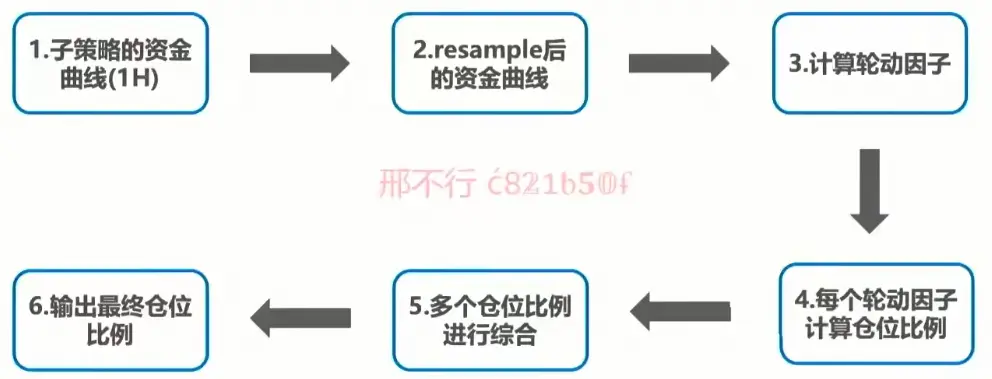 1.子策略的资金
曲线(1H)
2.resample后
的资金曲线
3.计算轮动因子
邢不行 ć821b50f
6.输出最终仓位
比例
5.多个仓位比例
进行综合
4.每个轮动因子
计算仓位比例